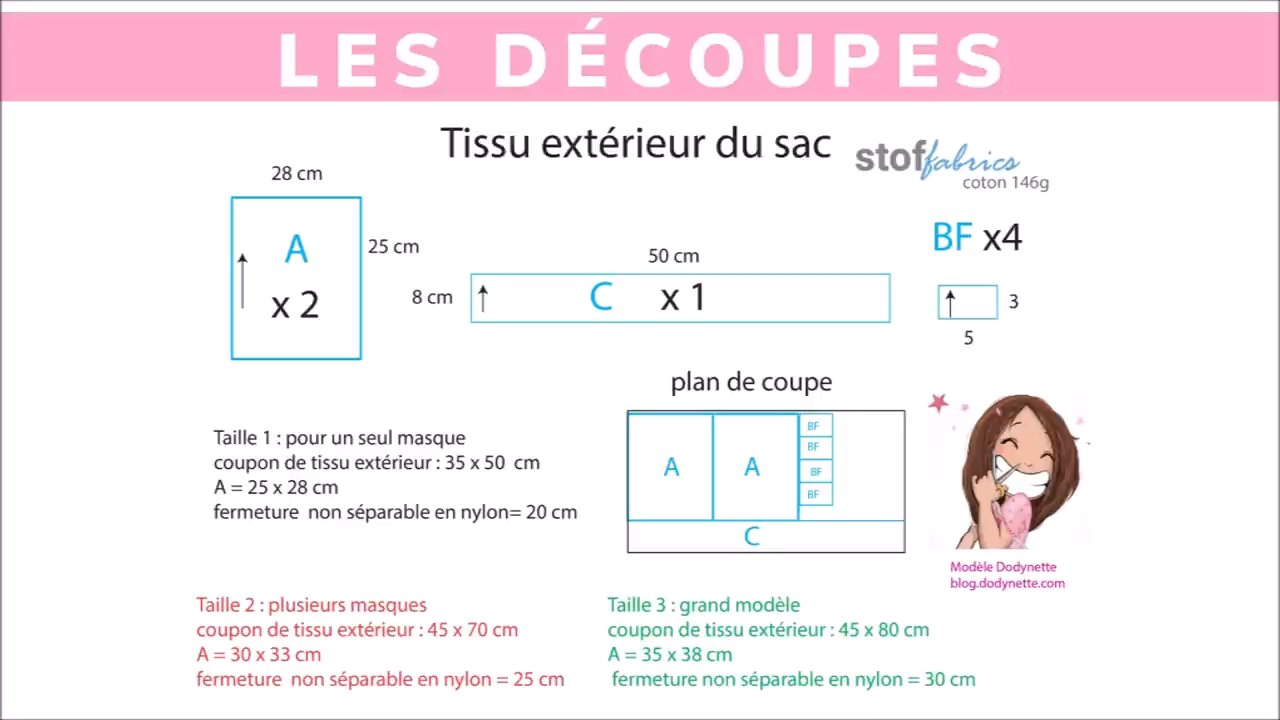 LES DÉCOUPES
Tissu extérieur du sac
stoffabrics
coton 146g
28 cm
A
x 2
25 cm
50 cm
8 cm
C x 1
BF x4
3
5
plan de coupe
A
A
BF
BF
BF
BF
C
Taille 1 : pour un seul masque
coupon de tissu extérieur : 35 x 50 cm
A = 25 x 28 cm
fermeture non séparable en nylon= 20 cm
Modèle Dodynette
blog.dodynette.com
Taille 2 : plusieurs masques
coupon de tissu extérieur : 45 x 70 cm
A = 30 x 33 cm
fermeture non séparable en nylon = 25 cm
Taille 3 : grand modèle
coupon de tissu extérieur : 45 x 80 cm
A = 35 x 38 cm
fermeture non séparable en nylon = 30 cm